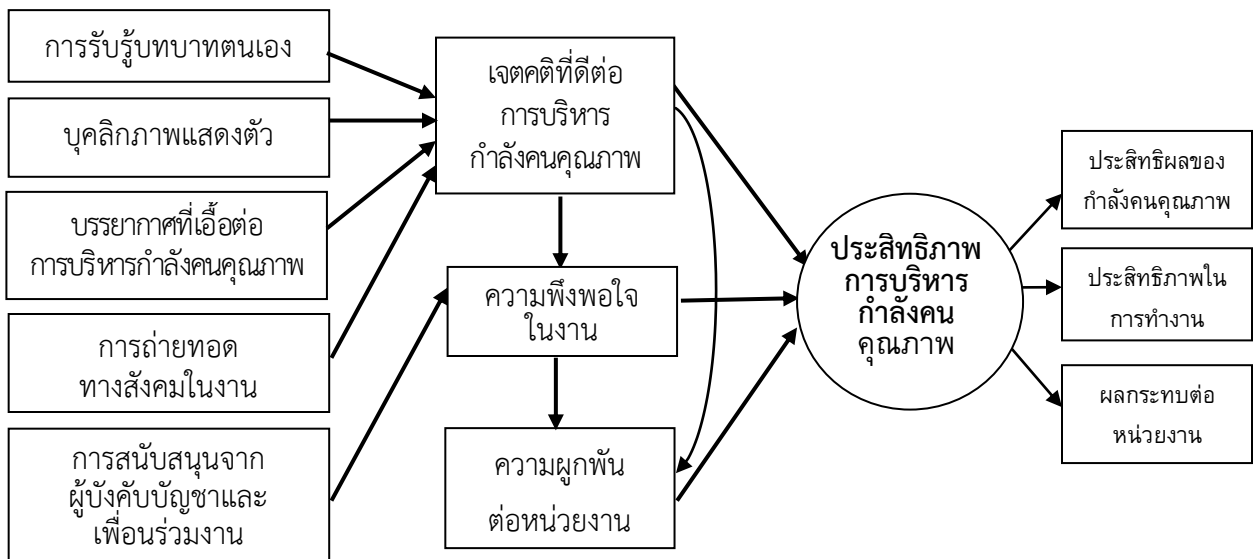 การรับรู้บทบาทตนเอง
บุคลิกภาพแสดงตัว
บรรยากาศที่เอื้อต่อ
การบริหารกำลังคนคุณภาพ
การถ่ายทอด
ทางสังคมในงาน
การสนับสนุนจาก
ผู้บังคับบัญชาและ
เพื่อนร่วมงาน
เจตคติที่ดีต่อ
การบริหาร
กำลังคนคุณภาพ
ความพึงพอใจ
ในงาน
ความผูกพัน
ต่อหน่วยงาน
ประสิทธิภาพ
การบริหาร
กำลังคน
คุณภาพ
ประสิทธิผลของ
กำลังคนคุณภาพ
ประสิทธิภาพใน
การทำงาน
ผลกระทบต่อ
หน่วยงาน